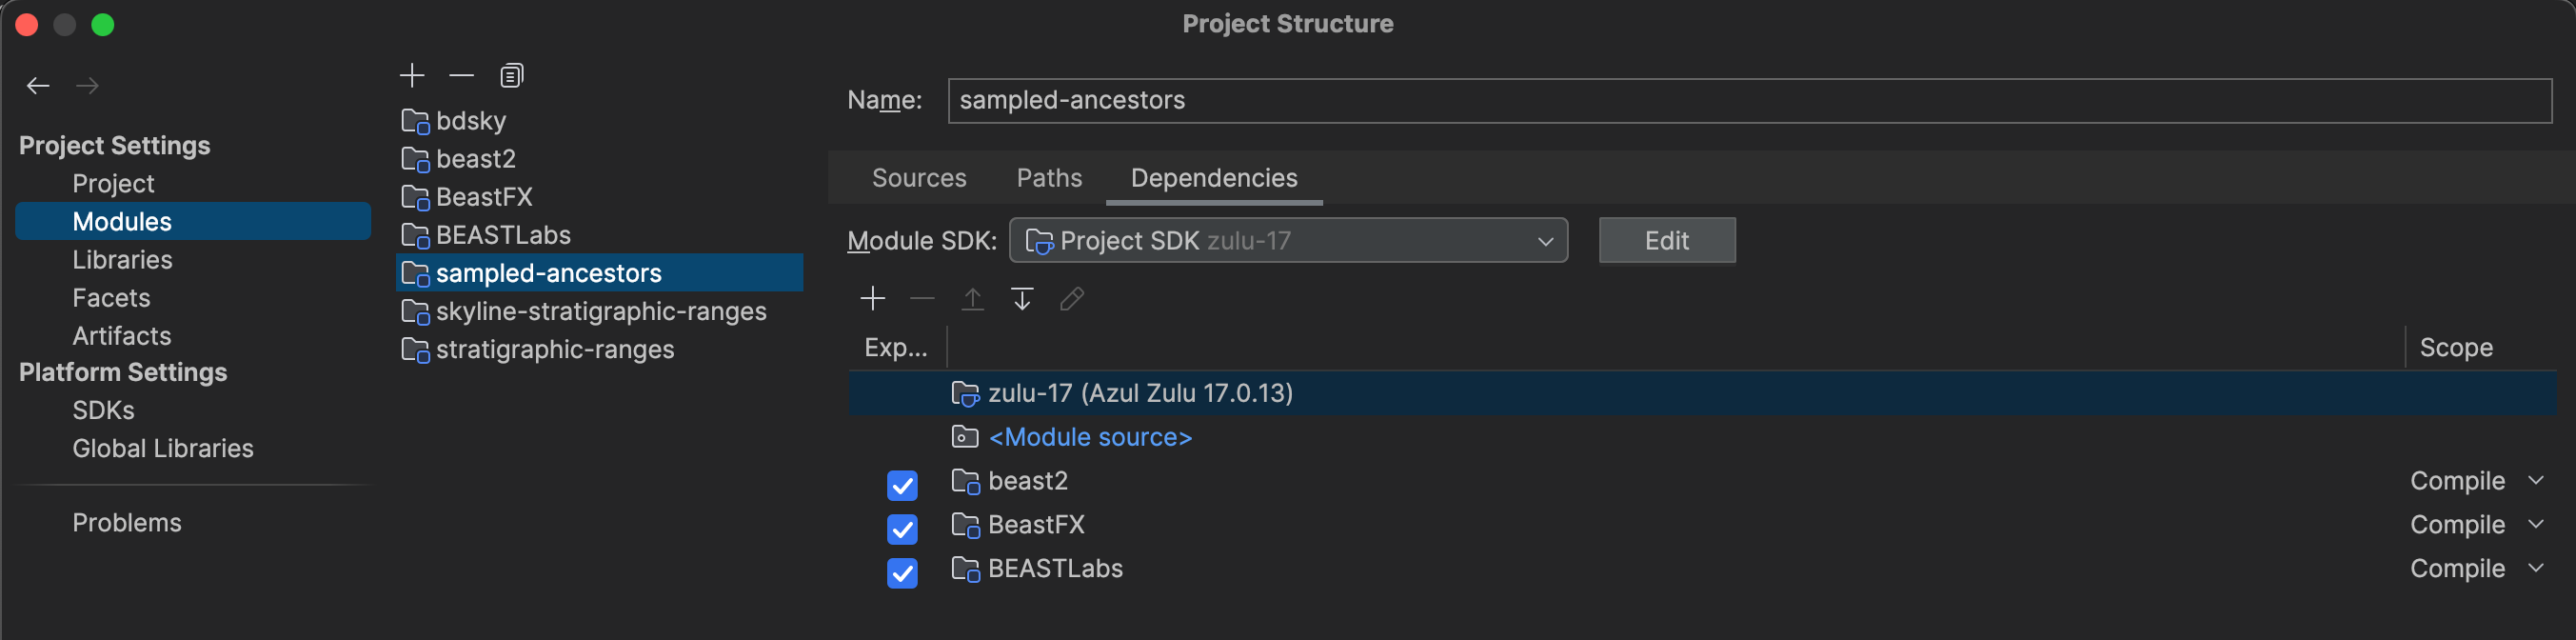 Project Structure
Project Settings
Project
Modules
Libraries
Facets
Artifacts
Platform Settings
SDKs
Global Libraries
Problems
bdsky
beast2
BeastFX
BEASTLabs
sampled-ancestors
skyline-stratigraphic-ranges
stratigraphic-ranges
Name: sampled-ancestors
Sources Paths Dependencies
Module SDK: Project SDK zulu-17 Edit
Exp... Scope
zulu-17 (Azul Zulu 17.0.13)
<Module source>
beast2 Compile
BeastFX Compile
BEASTLabs Compile